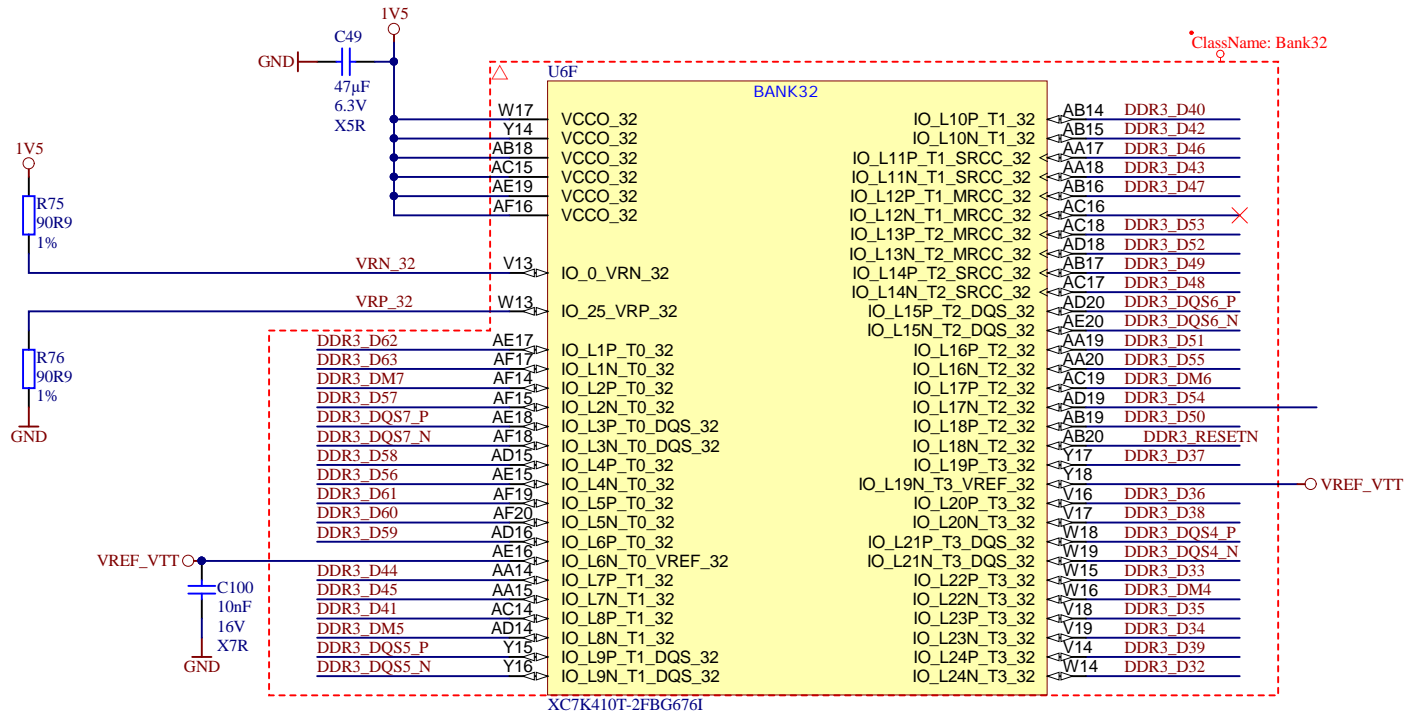 1V5
ClassName: Bank32
C49
GND
47µF
6.3V
X5R
U6F
BANK32
W17 VCCO_32 IO_L10P_T1_32 AB14 DDR3_D40
Y14 VCCO_32 IO_L10N_T1_32 AB15 DDR3_D42
AB18 VCCO_32 IO_L11P_T1_SRCC_32 AA17 DDR3_D46
AC15 VCCO_32 IO_L11N_T1_SRCC_32 AA18 DDR3_D43
AE19 VCCO_32 IO_L12P_T1_MRCC_32 AB16 DDR3_D47
AF16 VCCO_32 IO_L12N_T1_MRCC_32 AC16
1V5
R75
90R9
1%
IO_L13P_T2_MRCC_32 AC18 DDR3_D53
IO_L13N_T2_MRCC_32 AD18 DDR3_D52
VRN_32 V13 IO_0_VRN_32 IO_L14P_T2_SRCC_32 AB17 DDR3_D49
IO_L14N_T2_SRCC_32 AC17 DDR3_D48
VRP_32 W13 IO_25_VRP_32 IO_L15P_T2_DQS_32 AD20 DDR3_DQS6_P
IO_L15N_T2_DQS_32 AE20 DDR3_DQS6_N
R76
90R9
1%
GND
DDR3_D62 AE17 IO_L1P_T0_32 IO_L16P_T2_32 AA19 DDR3_D51
DDR3_D63 AF17 IO_L1N_T0_32 IO_L16N_T2_32 AA20 DDR3_D55
DDR3_DM7 AF14 IO_L2P_T0_32 IO_L17P_T2_32 AC19 DDR3_DM6
DDR3_D57 AF15 IO_L2N_T0_32 IO_L17N_T2_32 AD19 DDR3_D54
DDR3_DQS7_P AE18 IO_L3P_T0_DQS_32 IO_L18P_T2_32 AB19 DDR3_D50
DDR3_DQS7_N AF18 IO_L3N_T0_DQS_32 IO_L18N_T2_32 AB20 DDR3_RESETN
DDR3_D58 AD15 IO_L4P_T0_32 IO_L19P_T3_32 Y17 DDR3_D37
DDR3_D56 AE15 IO_L4N_T0_32 IO_L19N_T3_VREF_32 Y18 VREF_VTT
DDR3_D61 AF19 IO_L5P_T0_32 IO_L20P_T3_32 V16 DDR3_D36
DDR3_D60 AF20 IO_L5N_T0_32 IO_L20N_T3_32 V17 DDR3_D38
DDR3_D59 AD16 IO_L6P_T0_32 IO_L21P_T3_DQS_32 W18 DDR3_DQS4_P
VREF_VTT AE16 IO_L6N_T0_VREF_32 IO_L21N_T3_DQS_32 W19 DDR3_DQS4_N
DDR3_D44 AA14 IO_L7P_T1_32 IO_L22P_T3_32 W15 DDR3_D33
DDR3_D45 AA15 IO_L7N_T1_32 IO_L22N_T3_32 W16 DDR3_DM4
DDR3_D41 AC14 IO_L8P_T1_32 IO_L23P_T3_32 V18 DDR3_D35
DDR3_DM5 AD14 IO_L8N_T1_32 IO_L23N_T3_32 V19 DDR3_D34
DDR3_DQS5_P Y15 IO_L9P_T1_DQS_32 IO_L24P_T3_32 V14 DDR3_D39
DDR3_DQS5_N Y16 IO_L9N_T1_DQS_32 IO_L24N_T3_32 W14 DDR3_D32
C100
10nF
16V
X7R
GND
XC7K410T-2FBG676I